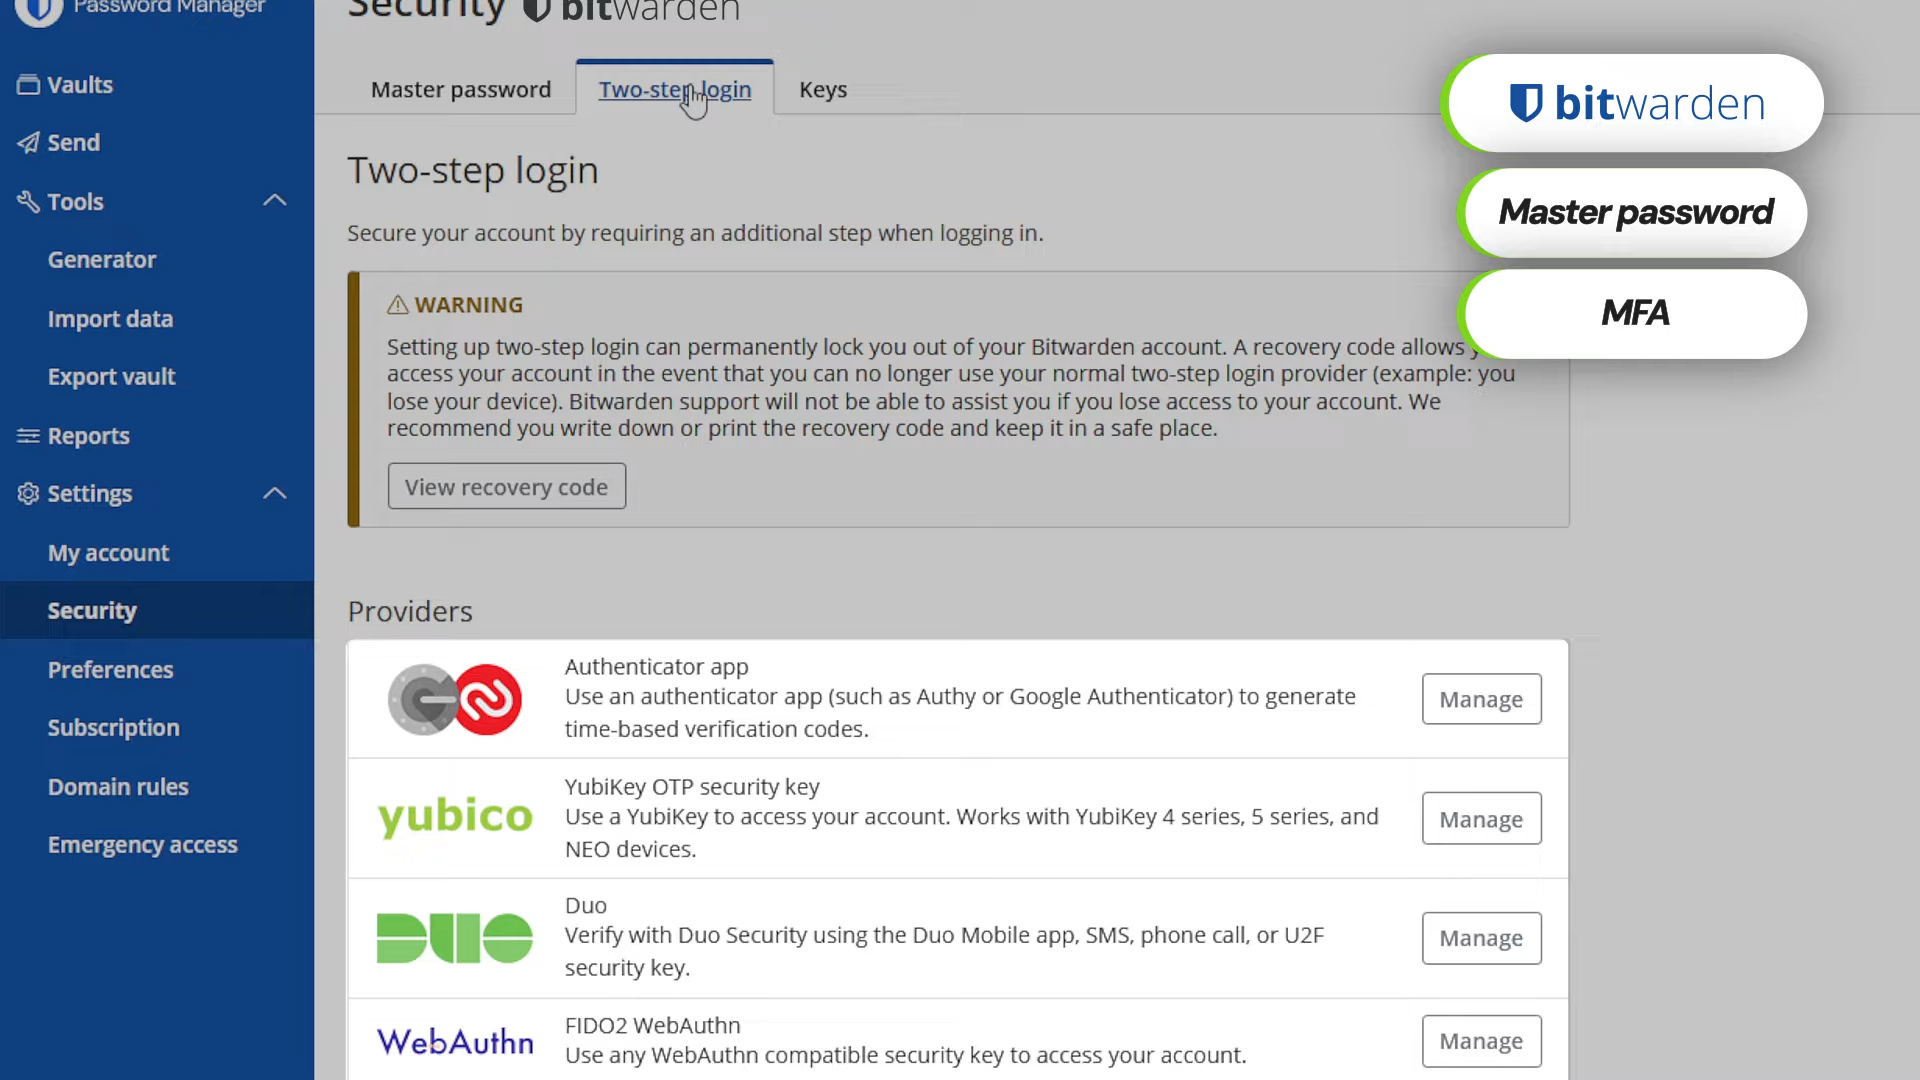 Password Manager
Security bitwarden
Vaults
Send
Tools
Generator
Import data
Export vault
Reports
Settings
My account
Security
Preferences
Subscription
Domain rules
Emergency access
Master password
Two-step login
Keys
Two-step login
Secure your account by requiring an additional step when logging in.
WARNING
Setting up two-step login can permanently lock you out of your Bitwarden account. A recovery code allows
access your account in the event that you can no longer use your normal two-step login provider (example: you
lose your device). Bitwarden support will not be able to assist you if you lose access to your account. We
recommend you write down or print the recovery code and keep it in a safe place.
View recovery code
Providers
Authenticator app
Use an authenticator app (such as Authy or Google Authenticator) to generate
time-based verification codes.
Manage
yubico
YubiKey OTP security key
Use a YubiKey to access your account. Works with YubiKey 4 series, 5 series, and
NEO devices.
Manage
DUO
Duo
Verify with Duo Security using the Duo Mobile app, SMS, phone call, or U2F
security key.
Manage
WebAuthn
FIDO2 WebAuthn
Use any WebAuthn compatible security key to access your account.
Manage
bitwarden
Master password
MFA